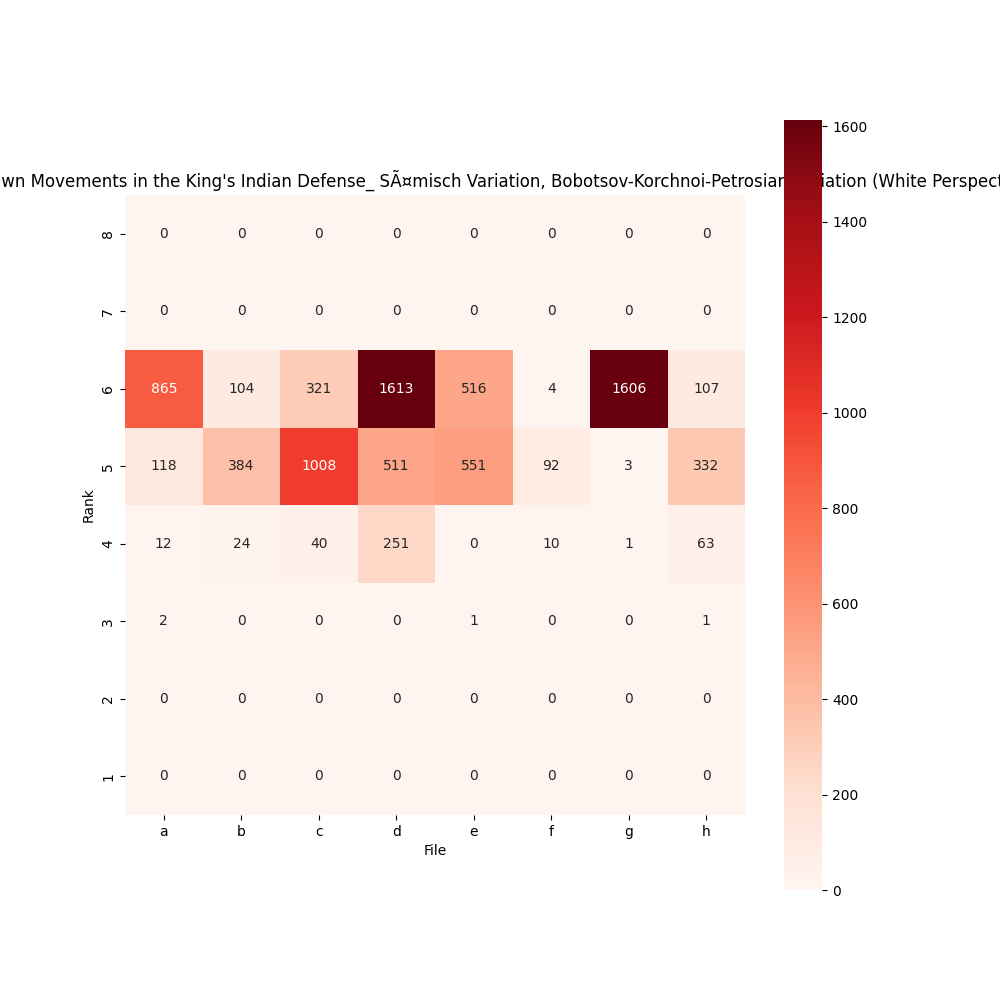 wn Movements in the King's Indian Defense_ SÃ¤misch Variation, Bobotsov-Korchnoi-Petrosian iation (White Perspect
1600
1400
1200
1000
800
600
400
200
0
8 0 0 0 0 0 0 0 0
7 0 0 0 0 0 0 0 0
6 865 104 321 1613 516 4 1606 107
5 118 384 1008 511 551 92 3 332
4 12 24 40 251 0 10 1 63
3 2 0 0 0 1 0 0 1
2 0 0 0 0 0 0 0 0
1 0 0 0 0 0 0 0 0
Rank
a b c d e f g h
File